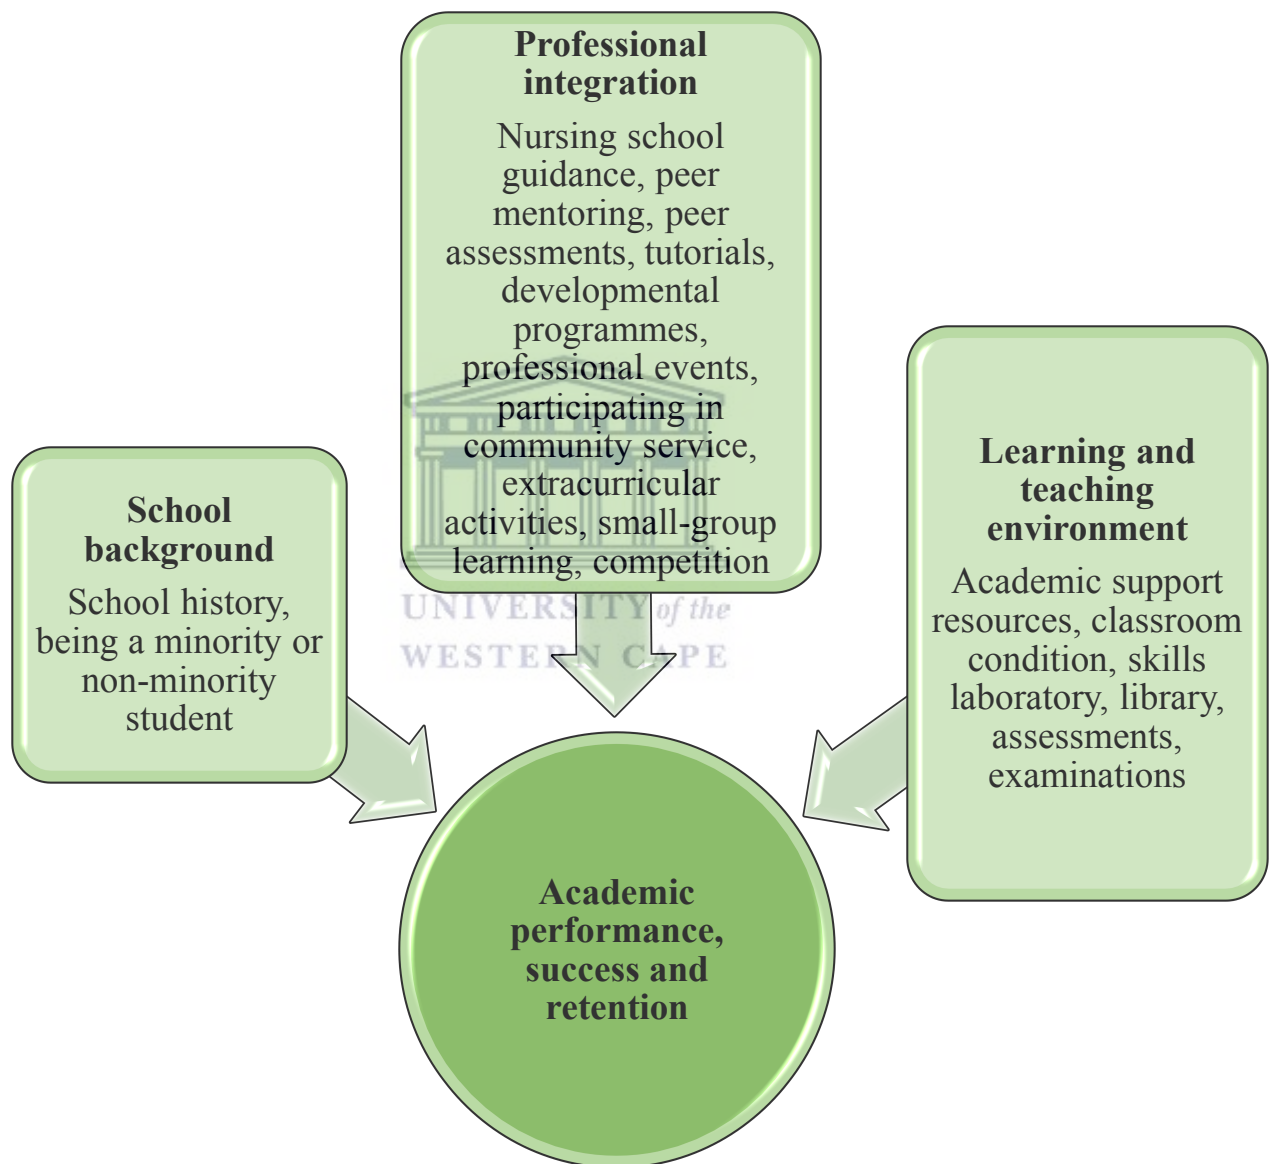 Professional
integration
Nursing school
guidance, peer
mentoring, peer
assessments, tutorials,
developmental
programmes,
professional events,
participating in
community service,
extracurricular
activities, small-group
learning, competition
School
background
School history,
being a minority or
non-minority
student
Learning and
teaching
environment
Academic support
resources, classroom
condition, skills
laboratory, library,
assessments,
examinations
UNIVERSITY of the
WESTERN CAPE
Academic
performance,
success and
retention